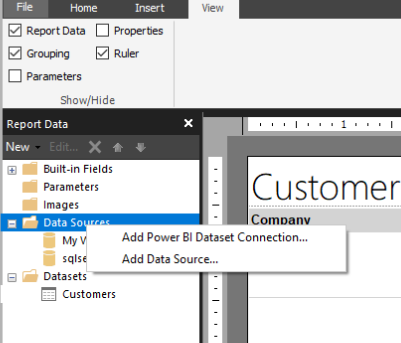 File Home Insert View
Report Data Properties
Grouping Ruler
Parameters
Show/Hide
Report Data ×
New Edit...
Built-in Fields
Parameters
Images
Data Sources
My
Add Power BI Dataset Connection...
Add Data Source...
Datasets
Customers
1
Customer
Company